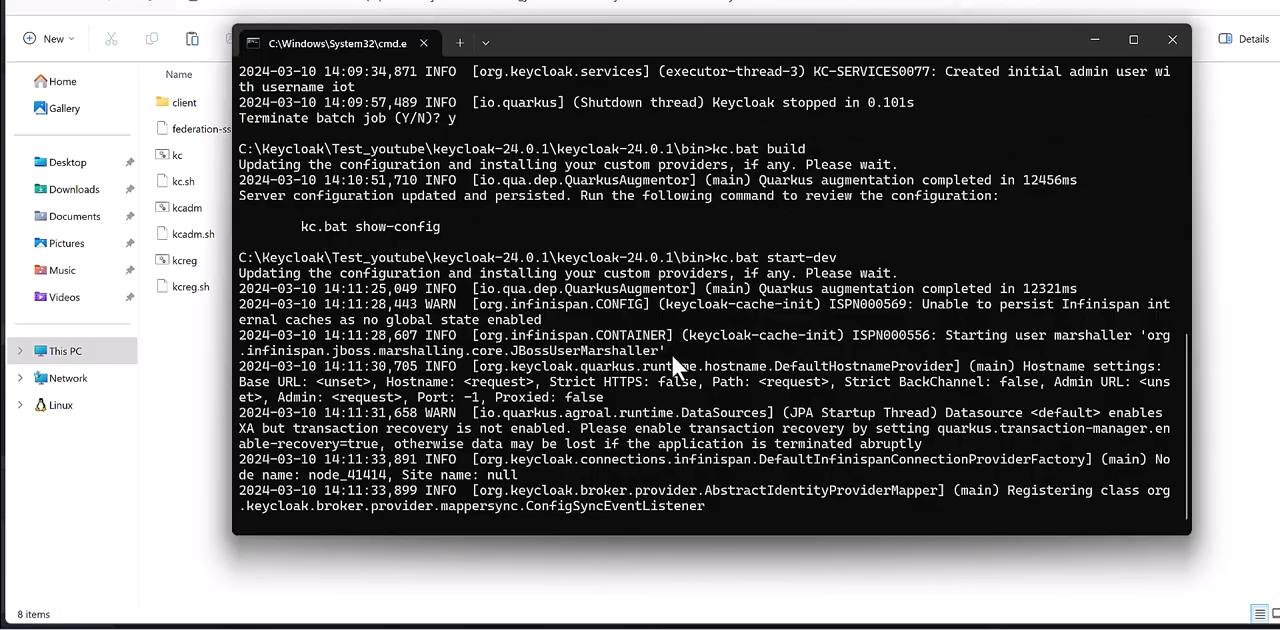 New
Details
C:\Windows\System32\cmd.e
Name
Home
Gallery
Desktop
Downloads
Documents
Pictures
Music
Videos
This PC
Network
Linux
client
federation-ss
kc
kc.sh
kcadm
kcadm.sh
kcreg
kcreg.sh
2024-03-10 14:09:34,871 INFO  [org.keycloak.services] (executor-thread-3) KC-SERVICES0077: Created initial admin user wi
th username iot
2024-03-10 14:09:57,489 INFO  [io.quarkus] (Shutdown thread) Keycloak stopped in 0.101s
Terminate batch job (Y/N)? y
C:\Keycloak\Test_youtube\keycloak-24.0.1\keycloak-24.0.1\bin>kc.bat build
Updating the configuration and installing your custom providers, if any. Please wait.
2024-03-10 14:10:51,710 INFO  [io.qua.dep.QuarkusAugmentor] (main) Quarkus augmentation completed in 12456ms
Server configuration updated and persisted. Run the following command to review the configuration:
kc.bat show-config
C:\Keycloak\Test_youtube\keycloak-24.0.1\keycloak-24.0.1\bin>kc.bat start-dev
Updating the configuration and installing your custom providers, if any. Please wait.
2024-03-10 14:11:25,049 INFO  [io.qua.dep.QuarkusAugmentor] (main) Quarkus augmentation completed in 12321ms
2024-03-10 14:11:28,443 WARN  [org.infinispan.CONFIG] (keycloak-cache-init) ISPN000569: Unable to persist Infinispan int
ernal caches as no global state enabled
2024-03-10 14:11:28,607 INFO  [org.infinispan.CONTAINER] (keycloak-cache-init) ISPN000556: Starting user marshaller 'org
.infinispan.jboss.marshalling.core.JBossUserMarshaller'
2024-03-10 14:11:30,705 INFO  [org.keycloak.quarkus.runtime.hostname.DefaultHostnameProvider] (main) Hostname settings:
Base URL: <unset>, Hostname: <request>, Strict HTTPS: false, Path: <request>, Strict BackChannel: false, Admin URL: <uns
et>, Admin: <request>, Port: -1, Proxied: false
2024-03-10 14:11:31,658 WARN  [io.quarkus.agroal.runtime.DataSources] (JPA Startup Thread) Datasource <default> enables
XA but transaction recovery is not enabled. Please enable transaction recovery by setting quarkus.transaction-manager.en
able-recovery=true, otherwise data may be lost if the application is terminated abruptly
2024-03-10 14:11:33,891 INFO  [org.keycloak.connections.infinispan.DefaultInfinispanConnectionProviderFactory] (main) No
de name: node_41414, Site name: null
2024-03-10 14:11:33,899 INFO  [org.keycloak.broker.provider.AbstractIdentityProviderMapper] (main) Registering class org
.keycloak.broker.provider.mappersync.ConfigSyncEventListener
8 items